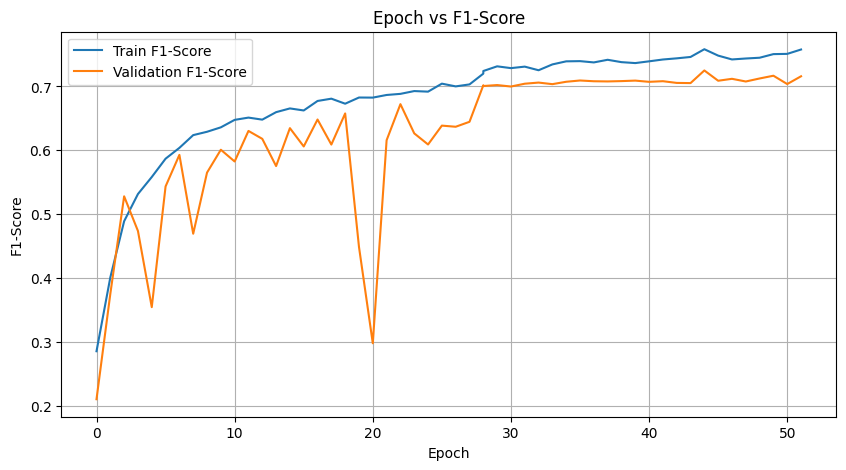 Epoch vs F1-Score
Train F1-Score
Validation F1-Score
F1-Score
0.7
0.6
0.5
0.4
0.3
0.2
0 10 20 30 40 50
Epoch